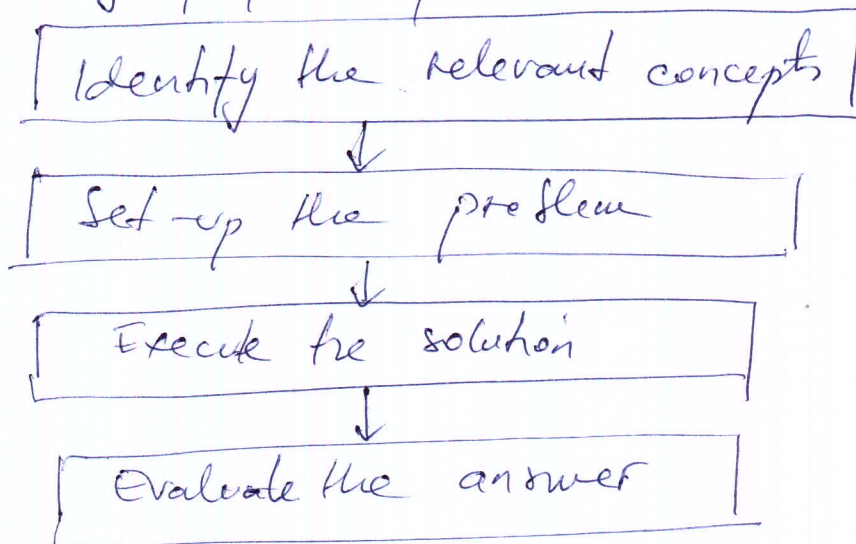 Identify the relevant concepts
Set-up the problem
Execute the solution
Evaluate the answer